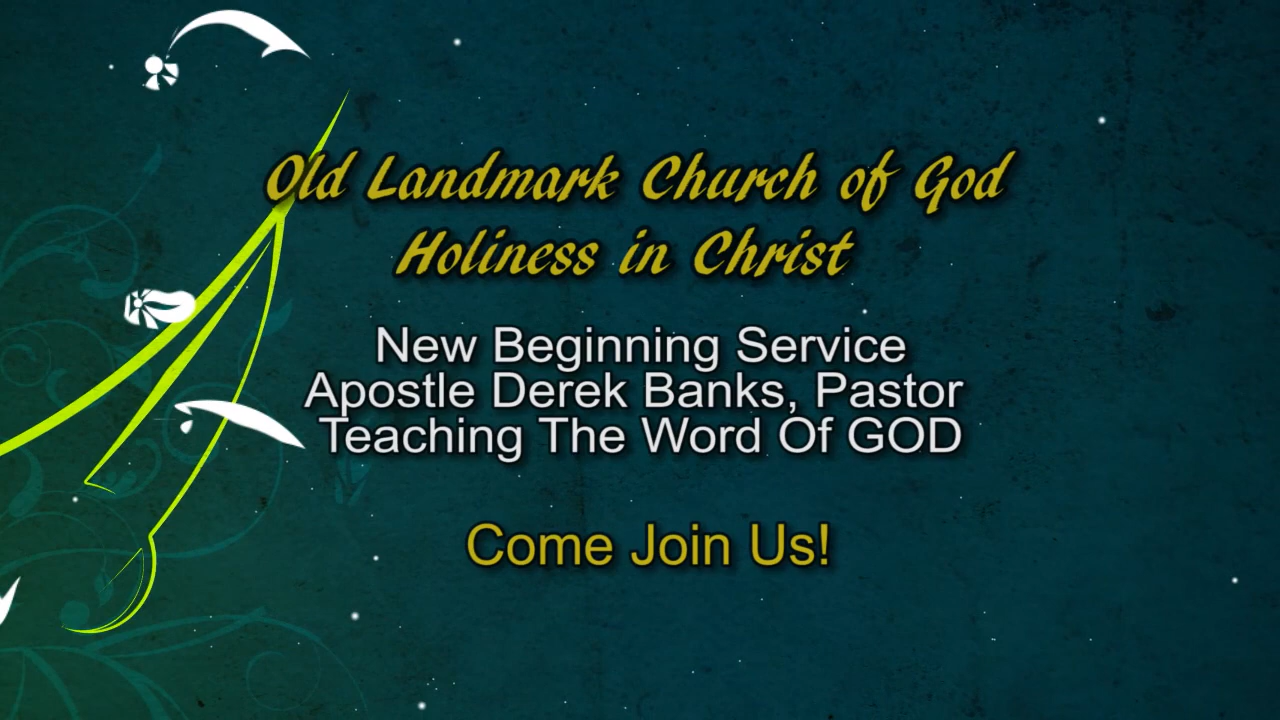 Old Landmark Church of God
Holiness in Christ
New Beginning Service
Apostle Derek Banks, Pastor
Teaching The Word Of GOD
Come Join Us!